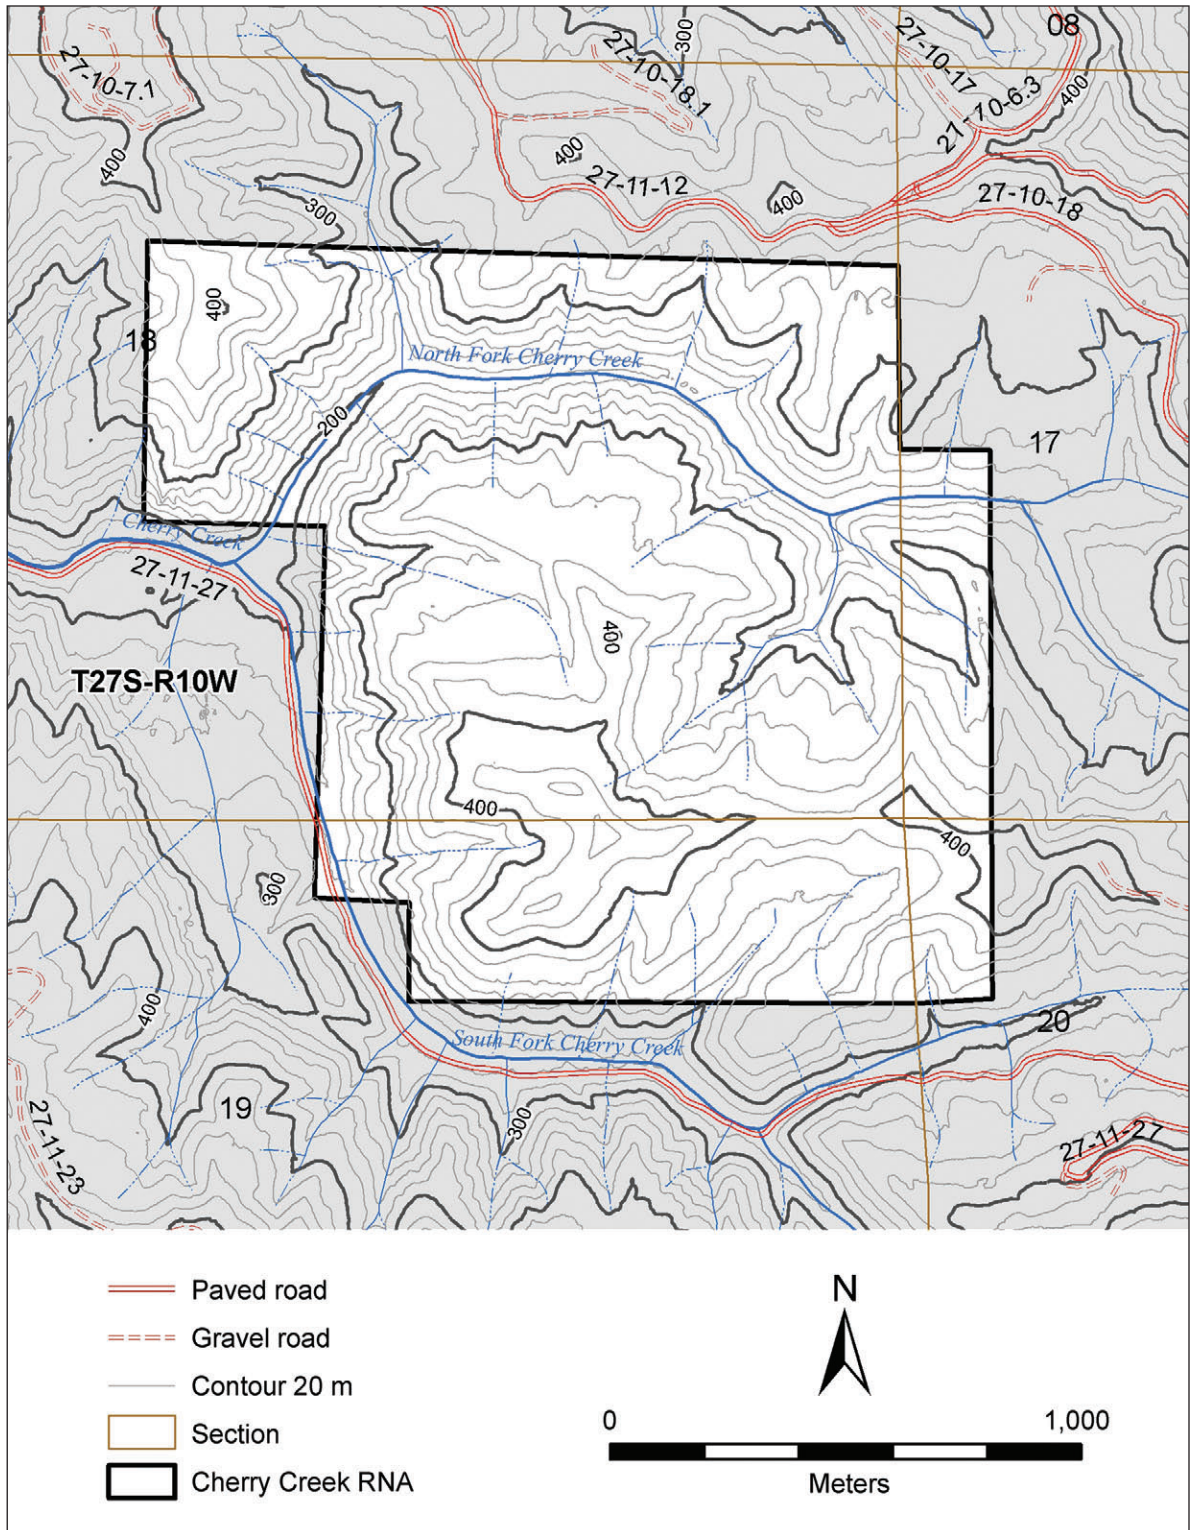 300
08
27-10-7.1
27-10-18.1
27-10-17
27-10-6.3
400
400
400
27-11-12
400
27-10-18
300
400
18
North Fork Cherry Creek
200
17
Cherry Creek
27-11-27
400
T27S-R10W
400
400
300
400
South Fork Cherry Creek
20
19
300
27-11-23
27-11-27
Paved road
Gravel road
Contour 20 m
Section
Cherry Creek RNA
N
0 1,000
Meters